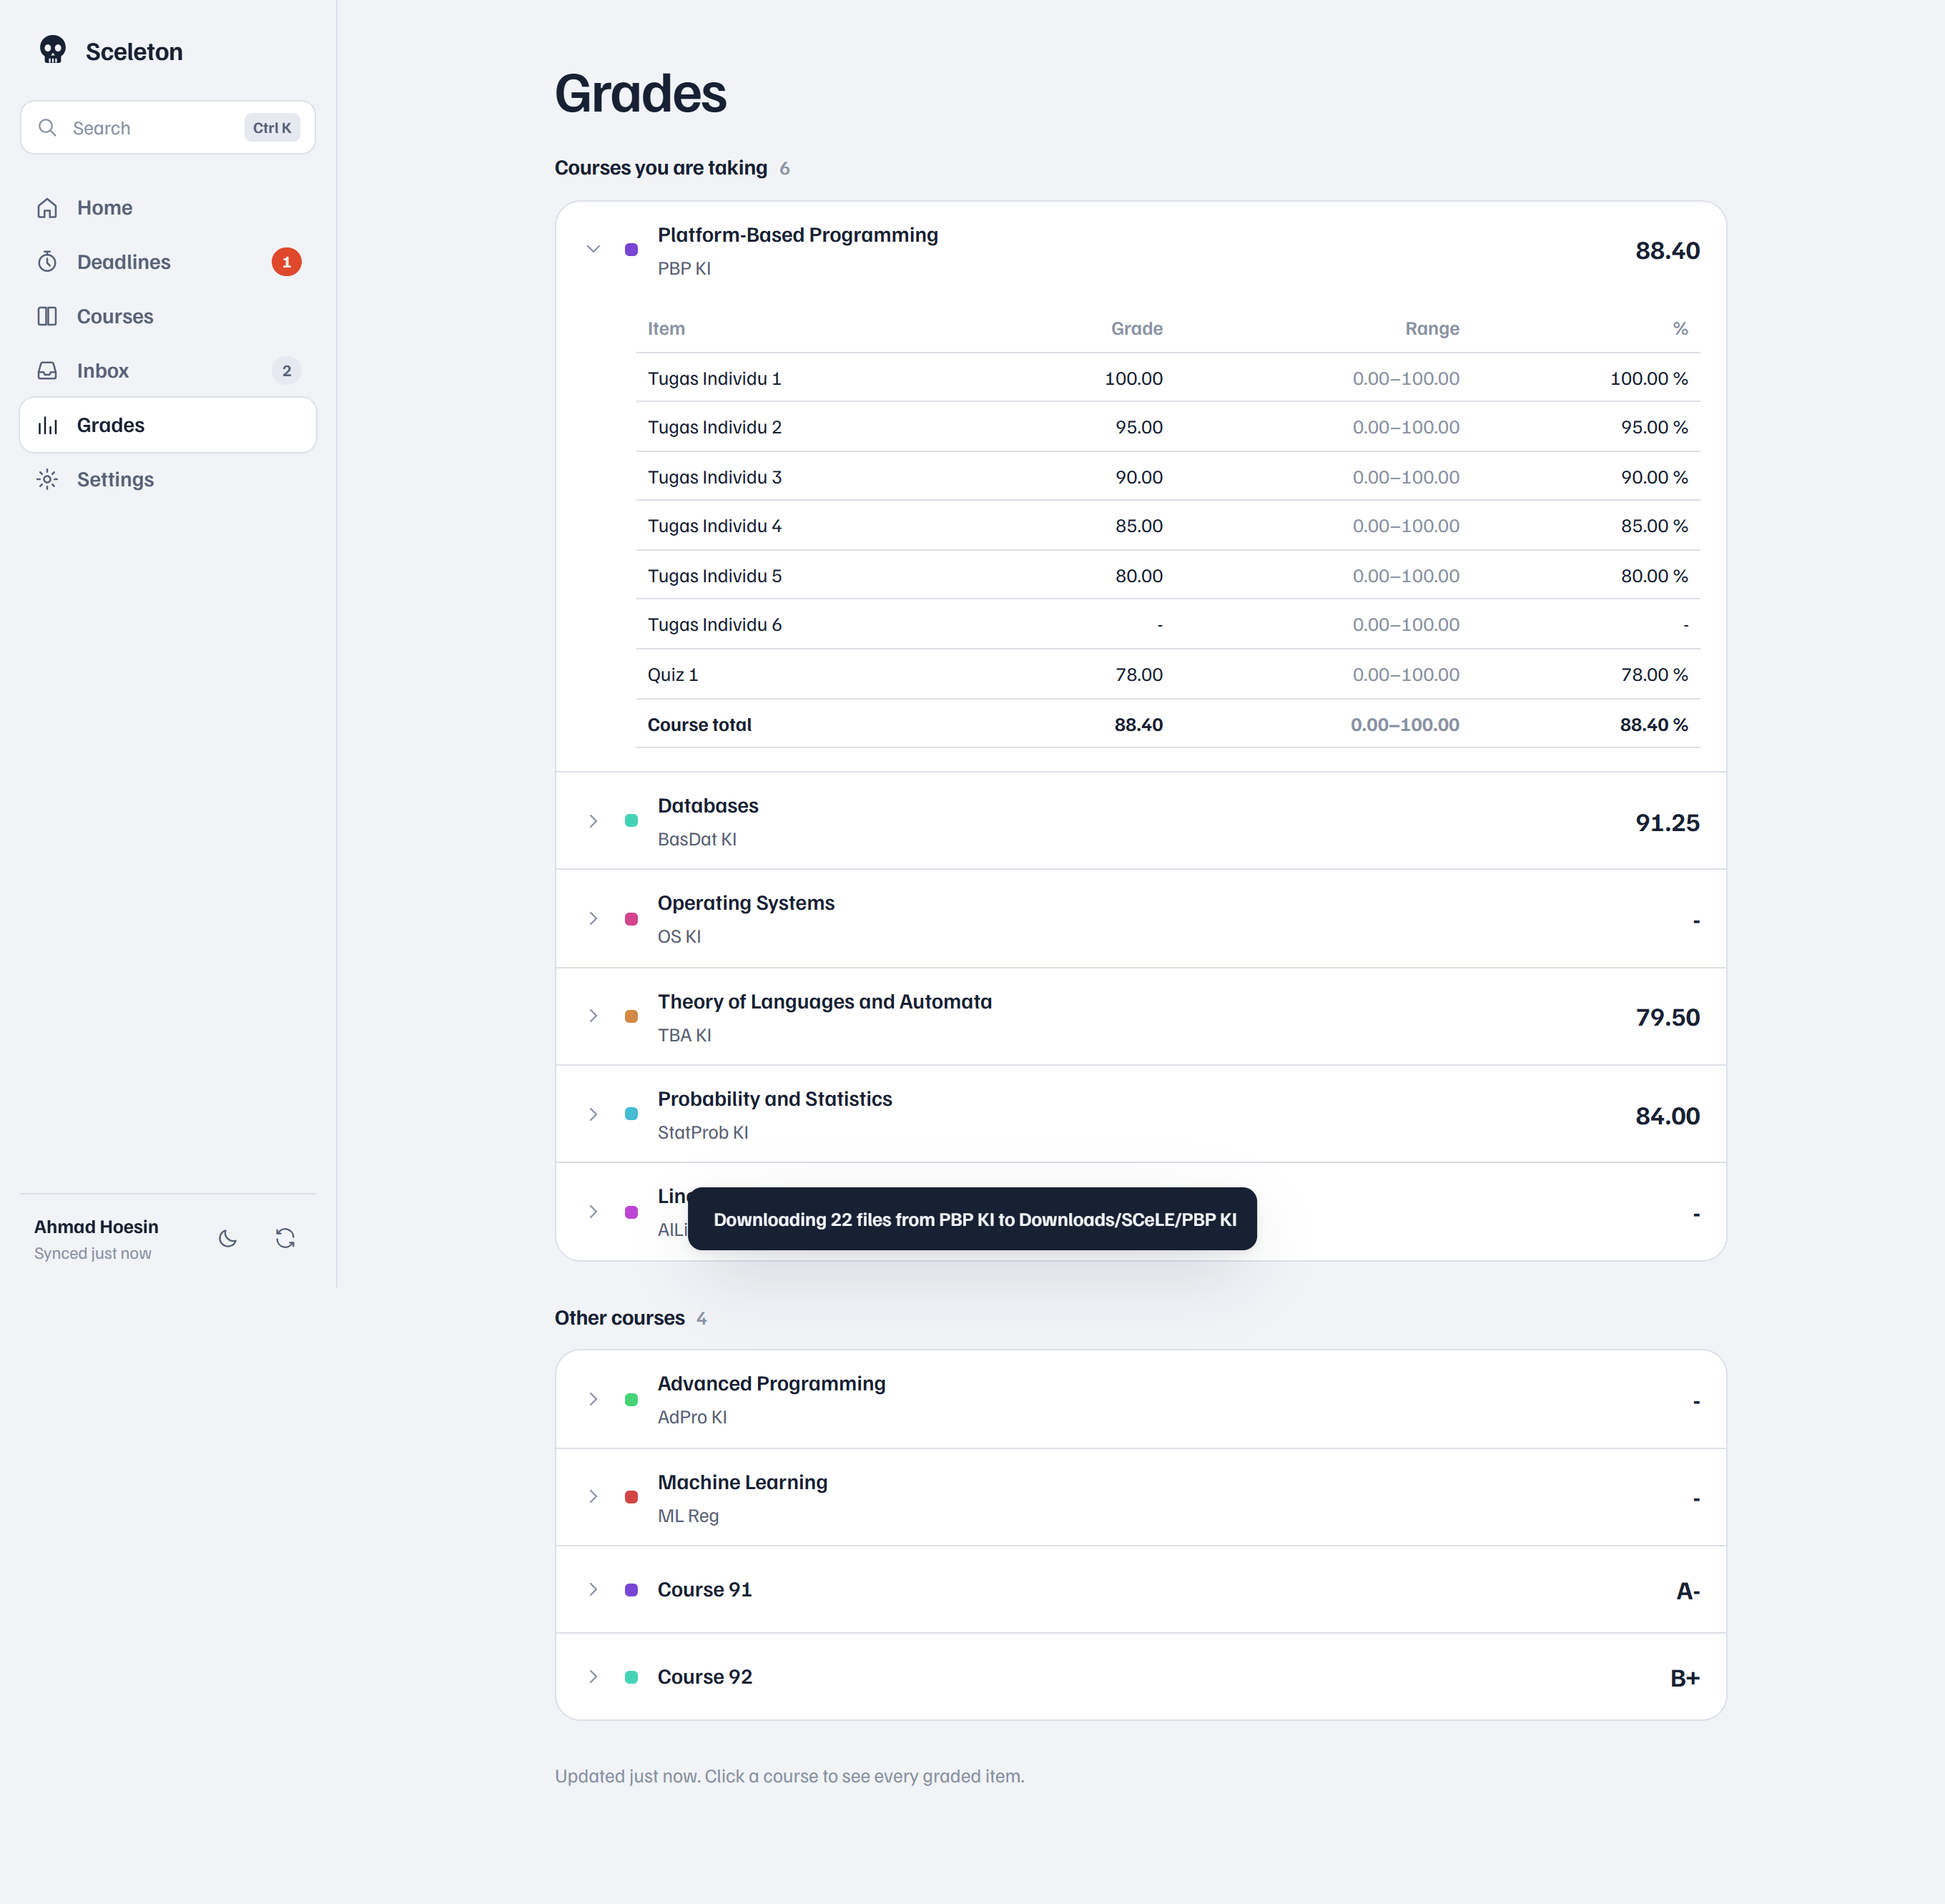 Sceleton
Search Ctrl K
Home
Deadlines 1
Courses
Inbox 2
Grades
Settings
Ahmad Hoesin
Synced just now
Grades
Courses you are taking 6
Platform-Based Programming
PBP KI
88.40
Item Grade Range %
Tugas Individu 1 100.00 0.00–100.00 100.00 %
Tugas Individu 2 95.00 0.00–100.00 95.00 %
Tugas Individu 3 90.00 0.00–100.00 90.00 %
Tugas Individu 4 85.00 0.00–100.00 85.00 %
Tugas Individu 5 80.00 0.00–100.00 80.00 %
Tugas Individu 6 - 0.00–100.00 -
Quiz 1 78.00 0.00–100.00 78.00 %
Course total 88.40 0.00–100.00 88.40 %
Databases
BasDat KI
91.25
Operating Systems
OS KI
-
Theory of Languages and Automata
TBA KI
79.50
Probability and Statistics
StatProb KI
84.00
-
Downloading 22 files from PBP KI to Downloads/SCeLE/PBP KI
Other courses 4
Advanced Programming
AdPro KI
-
Machine Learning
ML Reg
-
Course 91
A-
Course 92
B+
Updated just now. Click a course to see every graded item.